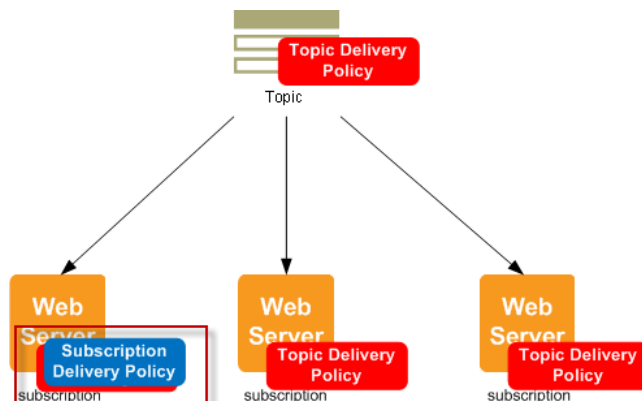 Topic Delivery
Policy
Topic
Web
Server
Subscription
Delivery Policy
subscription
Web
Server
Topic Delivery
Policy
subscription
Web
Server
Topic Delivery
Policy
subscription